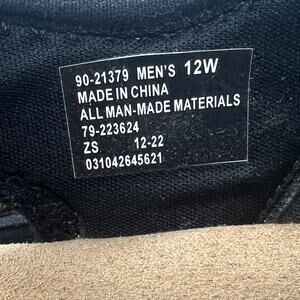 90-21379 MEN'S 12W
MADE IN CHINA
ALL MAN-MADE MATERIALS
79-223624
ZS 12-22
031042645621